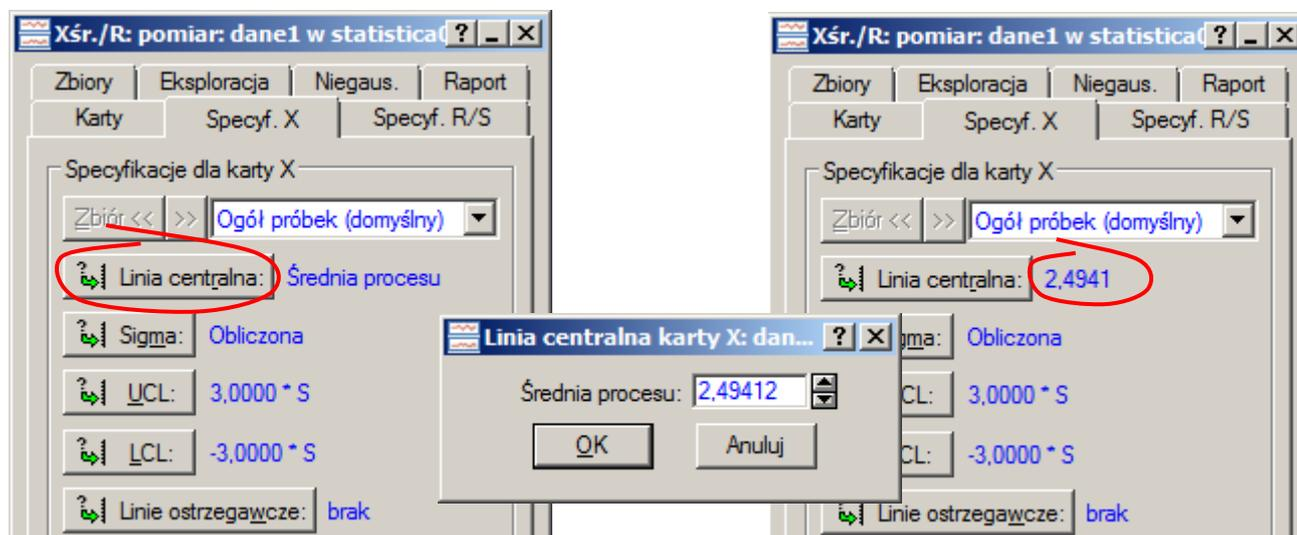 Xśr./R: pomiar: dane1 w statistica(
Zbiory Eksploracja Niegaus. Raport
Karty Specyf. X Specyf. R/S
Specyfikacje dla karty X
Zbiór << >> Ogół próbek (domyślny)
Linia centralna: Średnia procesu
Sigma: Obliczona
UCL: 3,0000 * S
LCL: -3,0000 * S
Linie ostrzegawcze: brak
Linia centralna karty X: dan...
Średnia procesu: 2,49412
OK Anuluj
Xśr./R: pomiar: dane1 w statistica(
Zbiory Eksploracja Niegaus. Raport
Karty Specyf. X Specyf. R/S
Specyfikacje dla karty X
Zbiór << >> Ogół próbek (domyślny)
Linia centralna: 2,4941
gma: Obliczona
CL: 3,0000 * S
CL: -3,0000 * S
Linie ostrzegawcze: brak